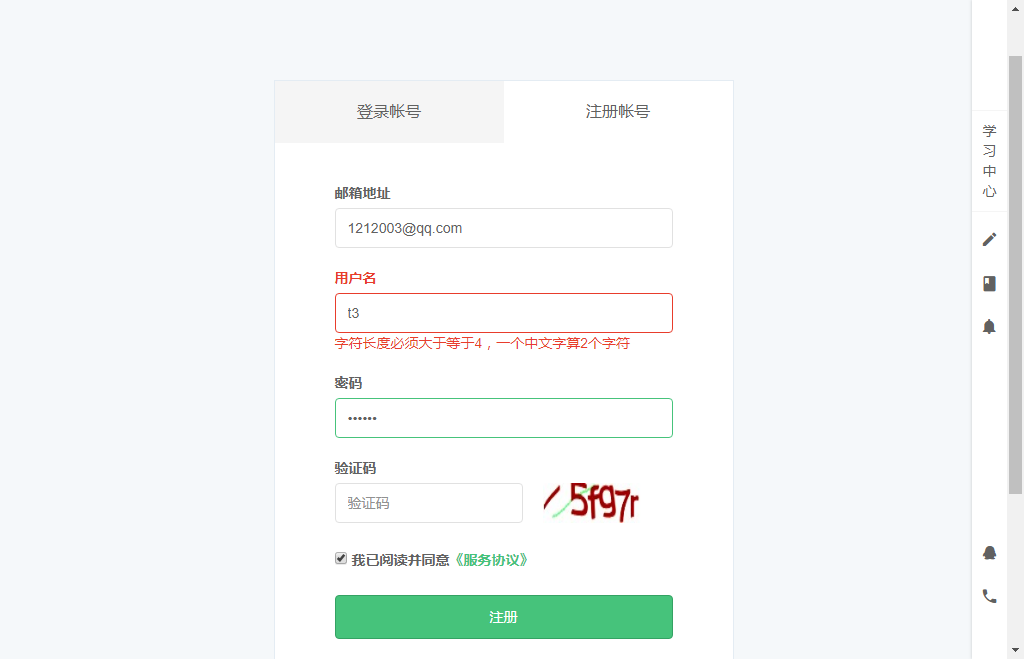 登录帐号
注册帐号
邮箱地址
1212003@qq.com
用户名
t3
字符长度必须大于等于4，一个中文字算2个字符
密码
••••••
验证码
验证码
5f97r
我已阅读并同意《服务协议》
注册
学
习
中
心